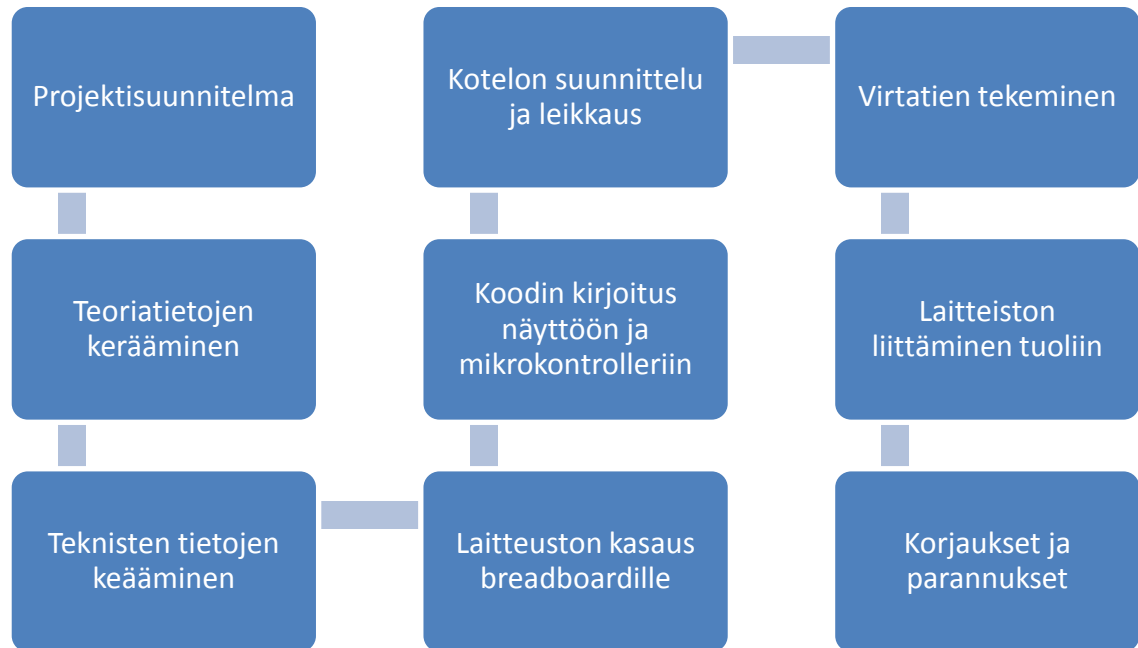 Projektisuunnitelma
Teoriatietojen
kerääminen
Teknisten tietojen
keääminen
Laitteuston kasaus
breadboardille
Koodin kirjoitus
näyttöön ja
mikrokontrolleriin
Kotelon suunnittelu
ja leikkaus
Virtatien tekeminen
Laitteiston
liittäminen tuoliin
Korjaukset ja
parannukset